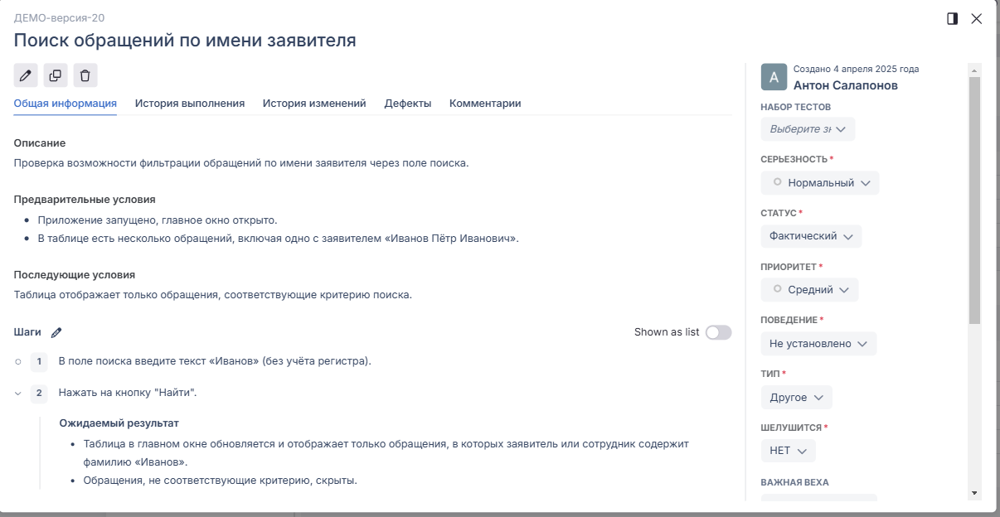 ДЕМО-версия-20
Поиск обращений по имени заявителя
Общая информация
История выполнения
История изменений
Дефекты
Комментарии
Описание
Проверка возможности фильтрации обращений по имени заявителя через поле поиска.
Предварительные условия
• Приложение запущено, главное окно открыто.
• В таблице есть несколько обращений, включая одно с заявителем «Иванов Пётр Иванович».
Последующие условия
Таблица отображает только обращения, соответствующие критерию поиска.
Шаги
Shown as list
1 В поле поиска введите текст «Иванов» (без учёта регистра).
2 Нажать на кнопку "Найти".
Ожидаемый результат
• Таблица в главном окне обновляется и отображает только обращения, в которых заявитель или сотрудник содержит
фамилию «Иванов».
• Обращения, не соответствующие критерию, скрыты.
А
Создано 4 апреля 2025 года
Антон Салапонов
НАБОР ТЕСТОВ
Выберите
СЕРЬЕЗНОСТЬ *
Нормальный
СТАТУС *
Фактический
ПРИОРИТЕТ *
Средний
ПОВЕДЕНИЕ *
Не установлено
ТИП *
Другое
ШЕЛУШИТСЯ *
НЕТ
ВАЖНАЯ ВЕХА